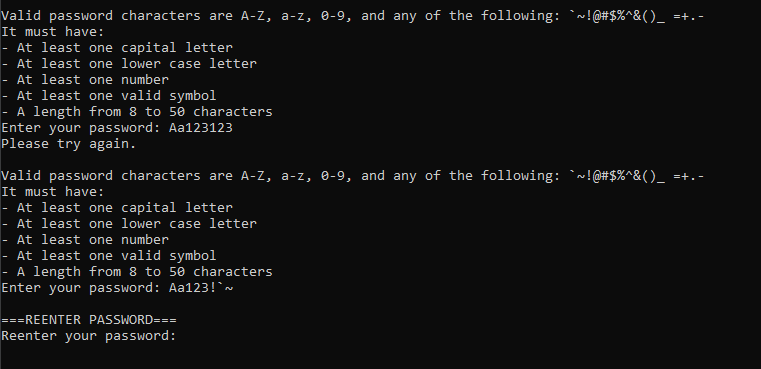 Valid password characters are A-Z, a-z, 0-9, and any of the following: `~!@#$%^&()_ =+.-
It must have:
- At least one capital letter
- At least one lower case letter
- At least one number
- At least one valid symbol
- A length from 8 to 50 characters
Enter your password: Aa123123
Please try again.
Valid password characters are A-Z, a-z, 0-9, and any of the following: `~!@#$%^&()_ =+.-
It must have:
- At least one capital letter
- At least one lower case letter
- At least one number
- At least one valid symbol
- A length from 8 to 50 characters
Enter your password: Aa123!`~
===REENTER PASSWORD===
Reenter your password: